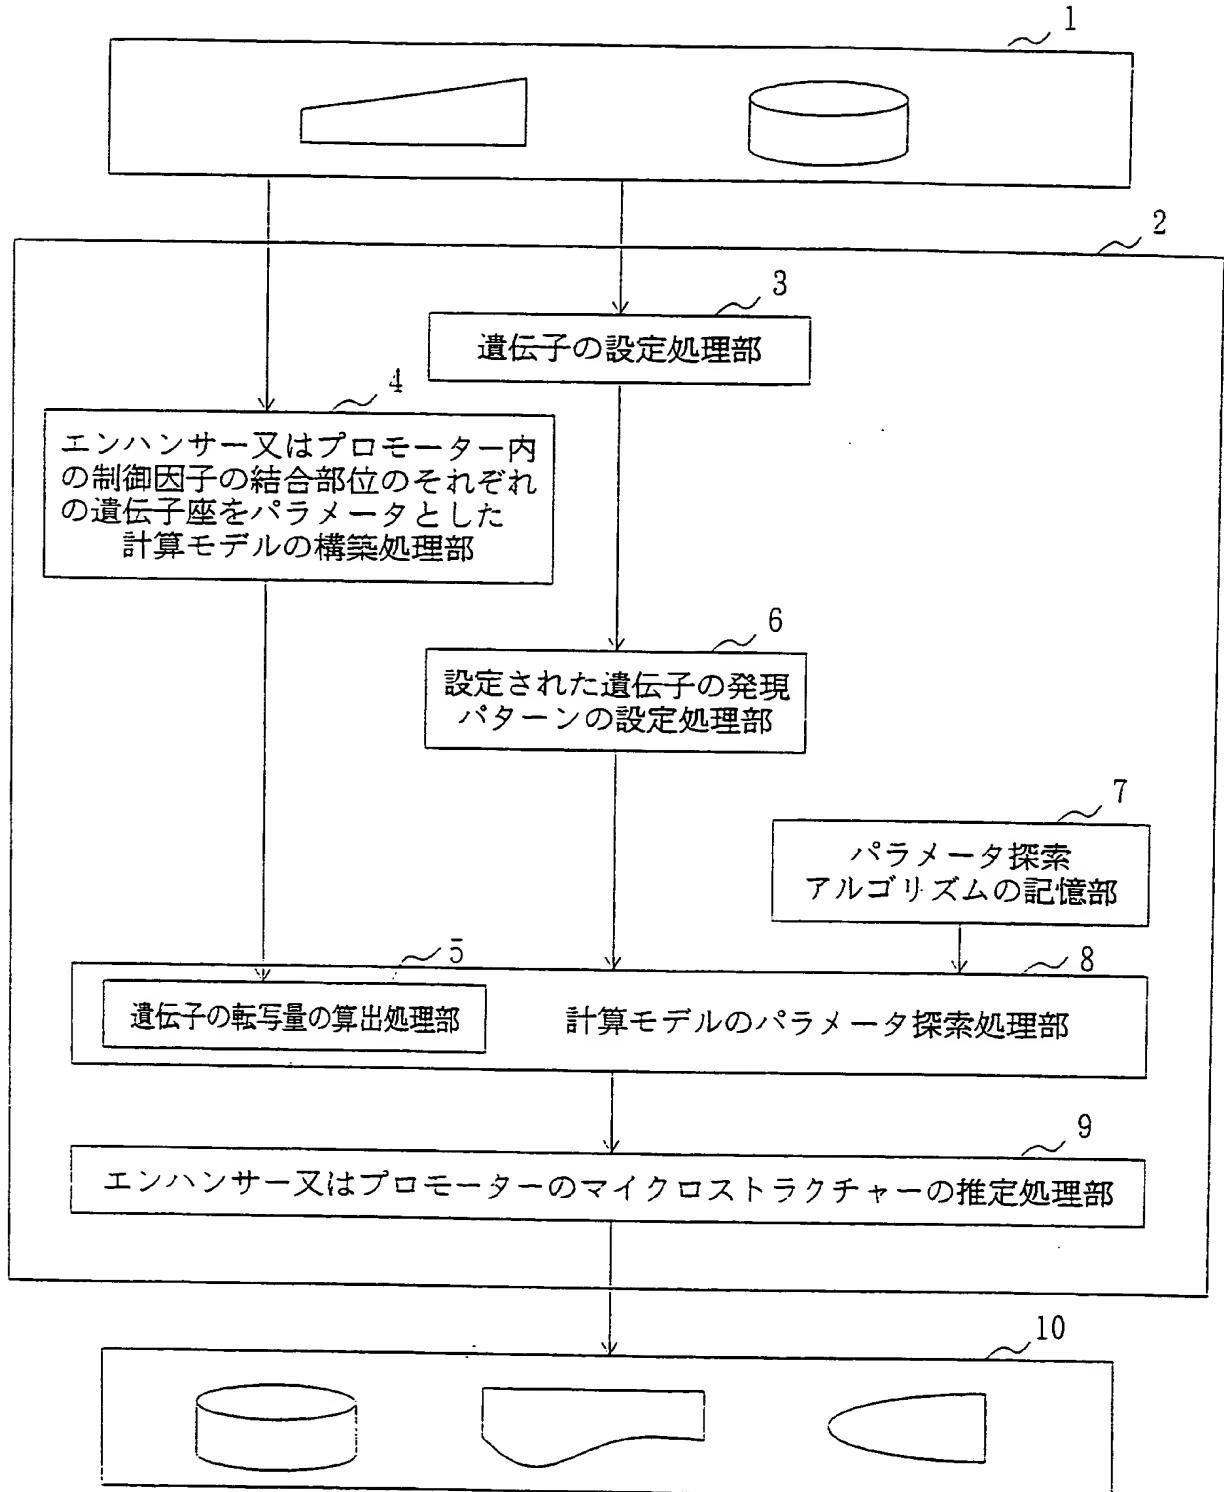 1
2
3
遺伝子の設定処理部
4
エンハンサー又はプロモーター内
の制御因子の結合部位のそれぞれ
の遺伝子座をパラメータとした
計算モデルの構築処理部
6
設定された遺伝子の発現
パターンの設定処理部
7
パラメータ探索
アルゴリズムの記憶部
5
8
遺伝子の転写量の算出処理部
計算モデルのパラメータ探索処理部
9
エンハンサー又はプロモーターのマイクロストラクチャーの推定処理部
10